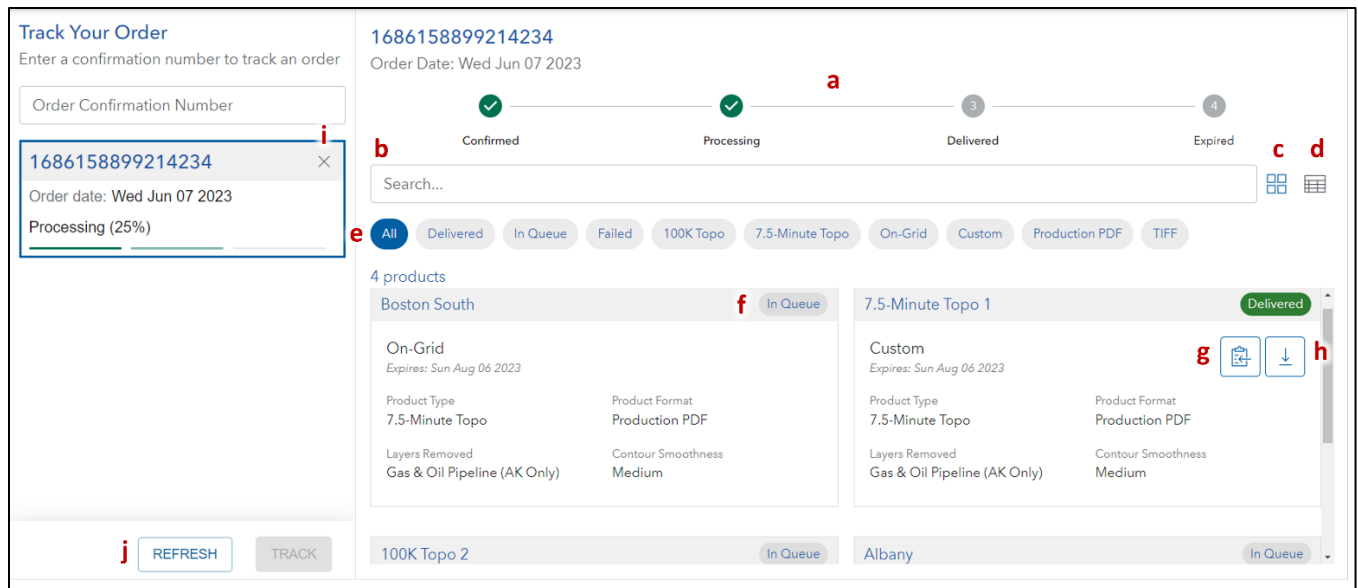 Track Your Order
Enter a confirmation number to track an order
Order Confirmation Number
i
1686158899214234
Order date: Wed Jun 07 2023
Processing (25%)
j
REFRESH
TRACK
1686158899214234
Order Date: Wed Jun 07 2023
a
3
4
Confirmed
Processing
Delivered
Expired
b
c
d
Search...
e
All
Delivered
In Queue
Failed
100K Topo
7.5-Minute Topo
On-Grid
Custom
Production PDF
TIFF
4 products
Boston South
f
In Queue
On-Grid
Expires: Sun Aug 06 2023
Product Type
Product Format
7.5-Minute Topo
Production PDF
Layers Removed
Contour Smoothness
Gas & Oil Pipeline (AK Only)
Medium
7.5-Minute Topo 1
Delivered
Custom
g
h
Expires: Sun Aug 06 2023
Product Type
Product Format
7.5-Minute Topo
Production PDF
Layers Removed
Contour Smoothness
Gas & Oil Pipeline (AK Only)
Medium
100K Topo 2
In Queue
Albany
In Queue